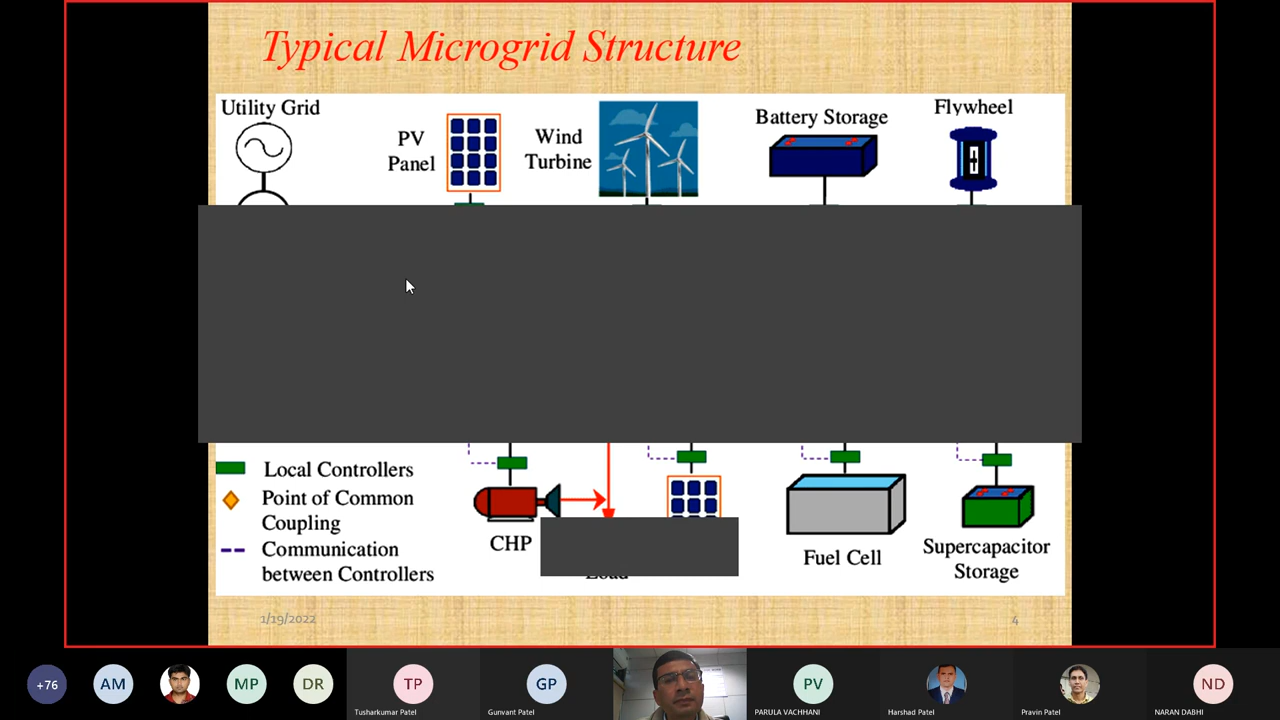 Typical Microgrid Structure
Utility Grid
PV
Panel
Wind
Turbine
Battery Storage
Flywheel
Local Controllers
Point of Common
Coupling
Communication
between Controllers
CHP
Fuel Cell
Supercapacitor
Storage
1/19/2022
4
+76
AM
MP
DR
TP
Tusharkumar Patel
GP
Gunvant Patel
PV
PARULA VACHHANI
Harshad Patel
Pravin Patel
ND
NARAN DABHI